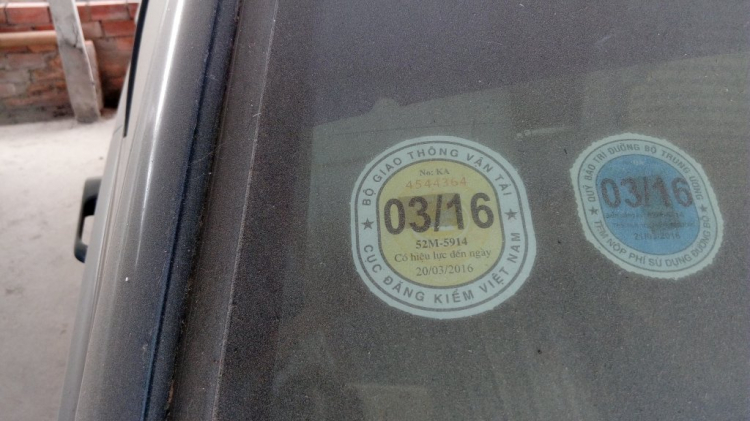 BỘ GIAO THÔNG VẬN TẢI
No: KA
4544364
03/16
52M-5914
Có hiệu lực đến ngày
20/03/2016
★ CỤC ĐĂNG KIỂM VIỆT NAM ★
QUỸ BẢO TRÌ ĐƯỜNG BỘ TRUNG ƯƠNG
03/16
★ TEM NỘP PHÍ SỬ DỤNG ĐƯỜNG BỘ ★